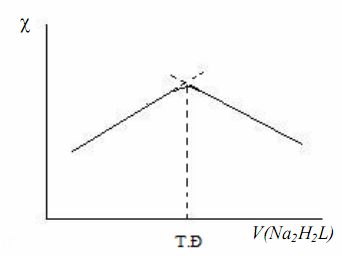 χ
V(Na₂H₂L)
T.Đ